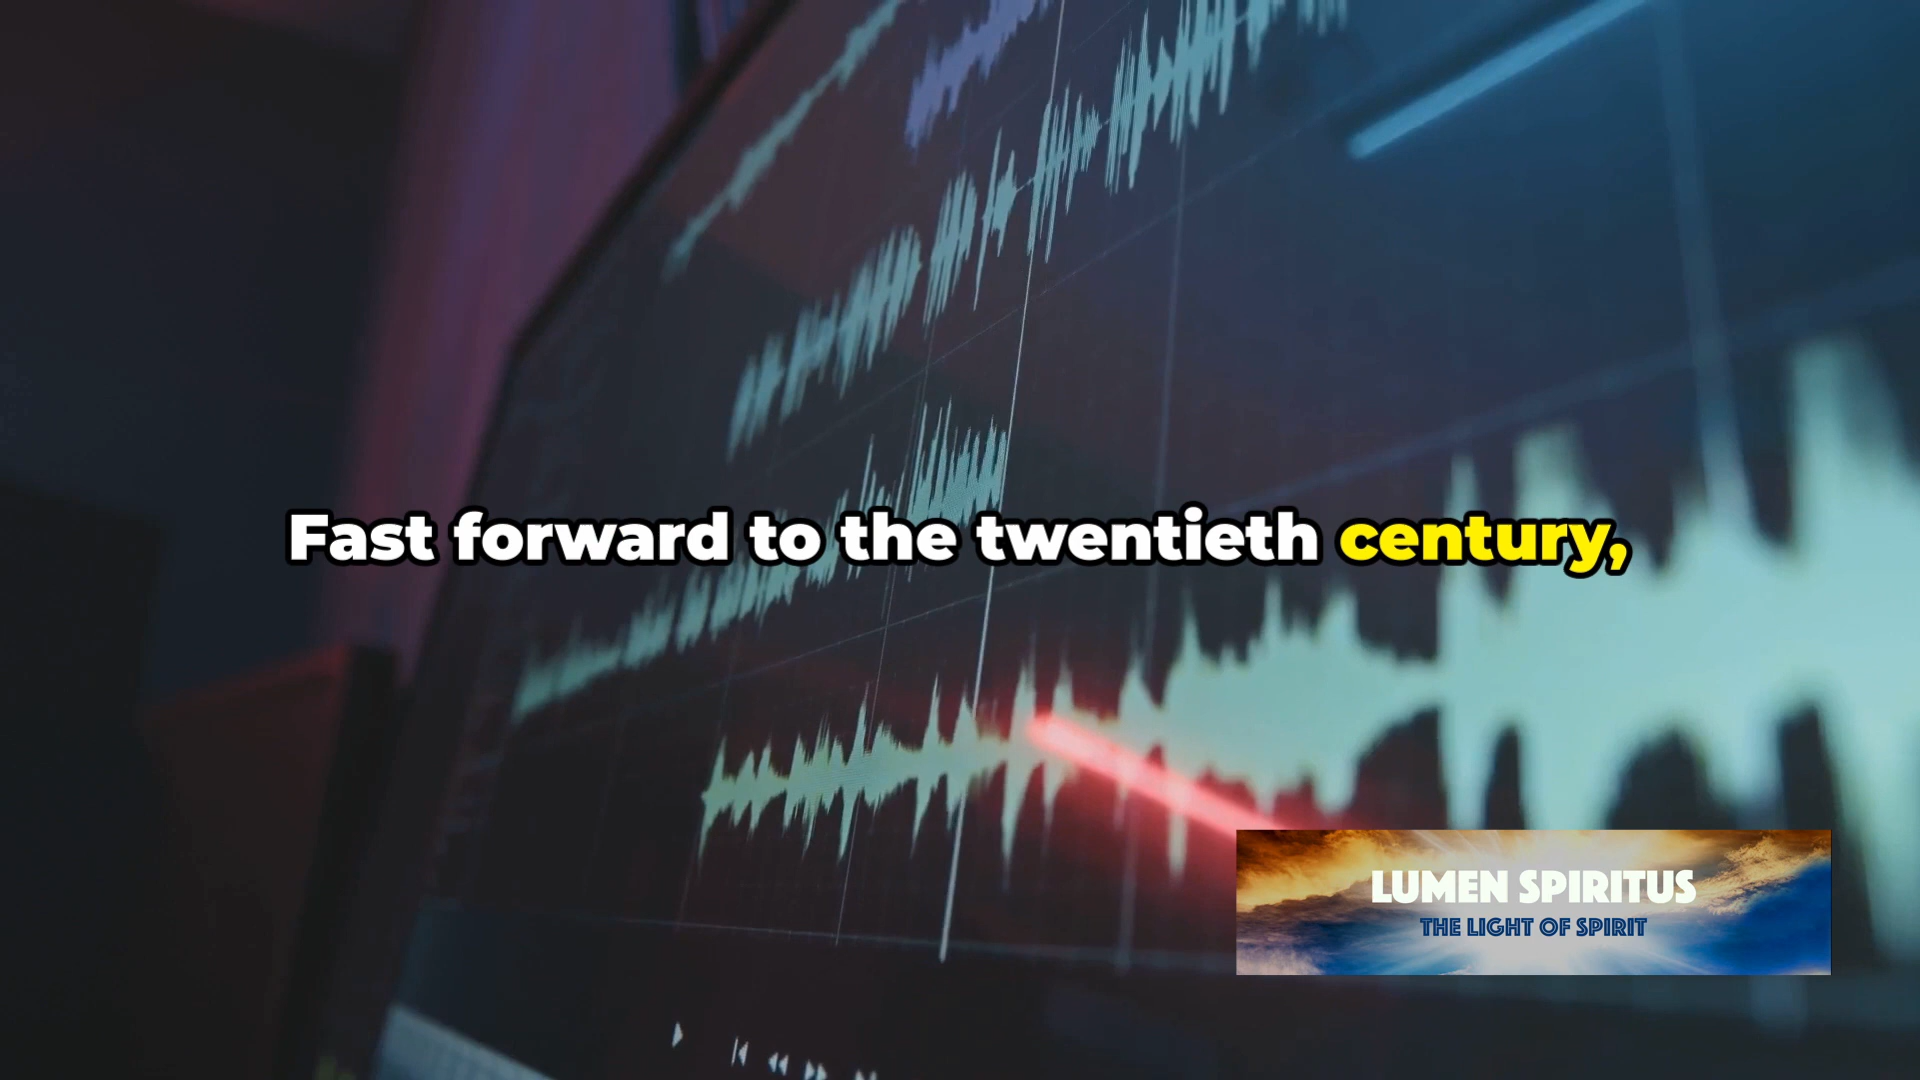 Fast forward to the twentieth century,
LUMEN SPIRITUS
THE LIGHT OF SPIRIT